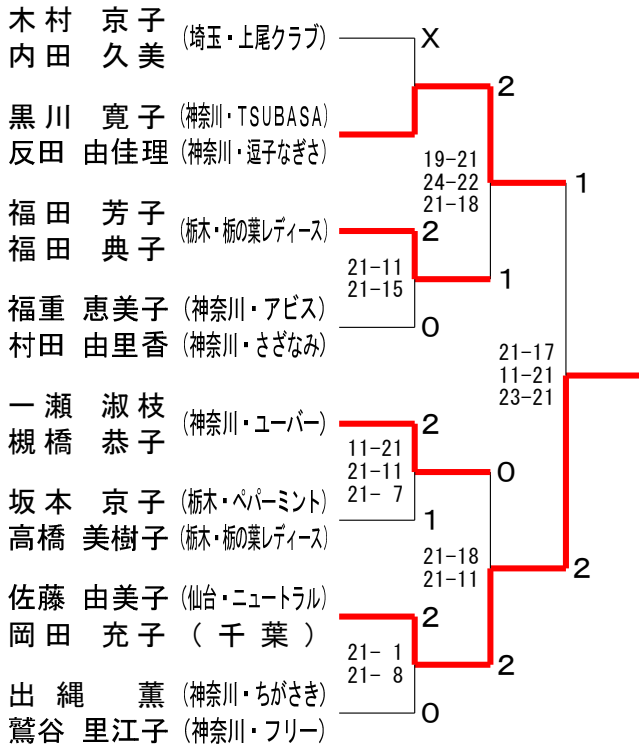 木村 京子 (埼玉・上尾クラブ) X
内田 久美
2
黒川 寛子 (神奈川・TSUBASA)
反田 由佳理 (神奈川・逗子なぎさ)
19-21
24-22
21-18
1
福田 芳子 (栃木・栃の葉レディース) 2
福田 典子
21-11
21-15
1
福重 恵美子 (神奈川・アビス) 0
村田 由里香 (神奈川・さざなみ)
21-17
11-21
23-21
一瀬 淑枝 (神奈川・ユーバー) 2
槻橋 恭子
11-21
21-11
21- 7
0
坂本 京子 (栃木・ペパーミント) 1
高橋 美樹子 (栃木・栃の葉レディース)
21-18
21-11
2
佐藤 由美子 (仙台・ニュートラル) 2
岡田 充子 (千葉)
21- 1
21- 8
2
出縄 薫 (神奈川・ちがさき) 0
鷲谷 里江子 (神奈川・フリー)